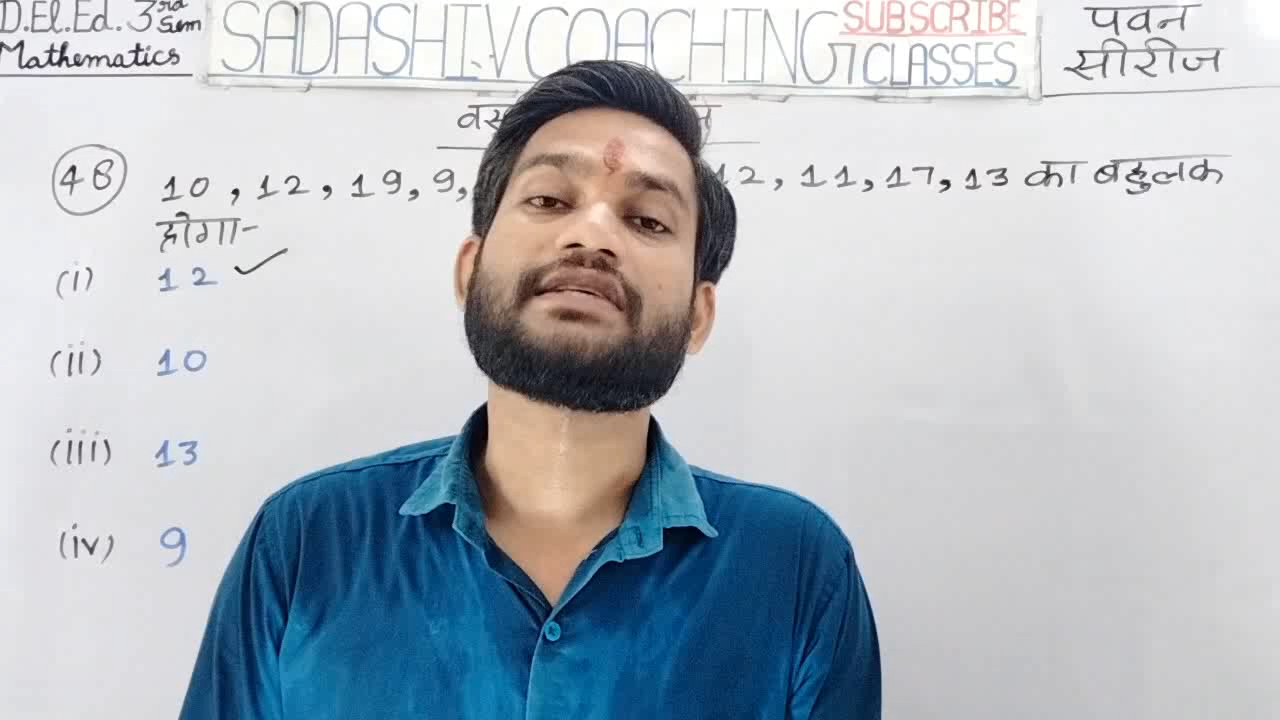 D.El.Ed. 3rd Sem
Mathematics
SADASHIV COACHING CLASSES
SUBSCRIBE
पवन
सीरीज
48 10, 12, 19, 9, 12, 11, 17, 13 का बहुलक
होगा-
(i) 12 ✓
(ii) 10
(iii) 13
(iv) 9